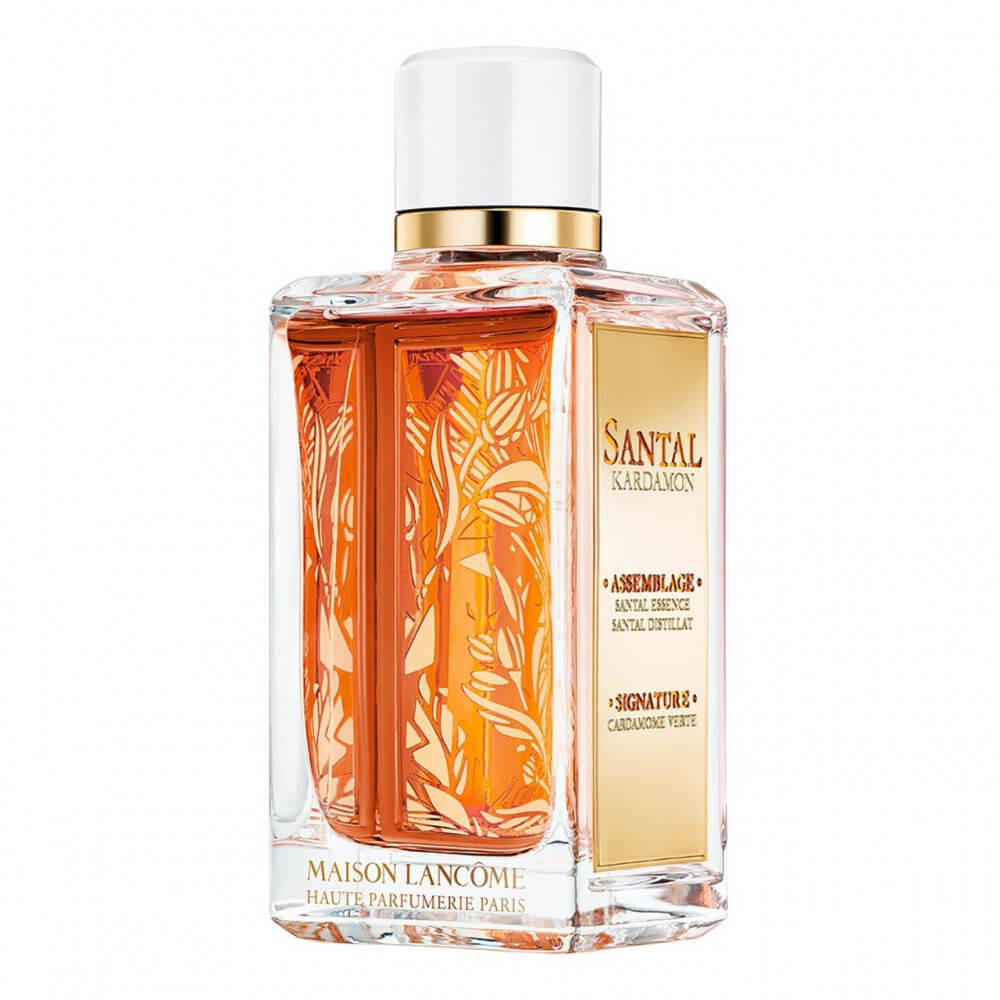 SANTAL
KARDAMON
• ASSEMBLAGE •
SANTAL ESSENCE
SANTAL DISTILLAT
• SIGNATURE •
CARDAMOME VERTE
MAISON LANCÔME
HAUTE PARFUMERIE PARIS